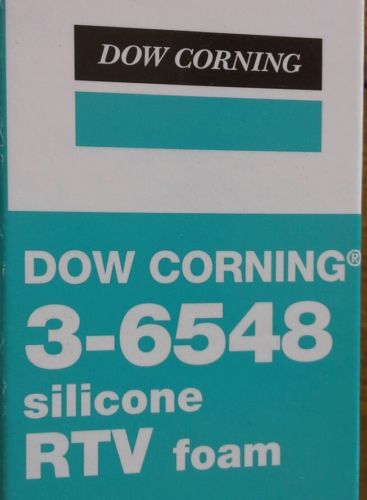 DOW CORNING
DOW CORNING®
3-6548
silicone
RTV foam